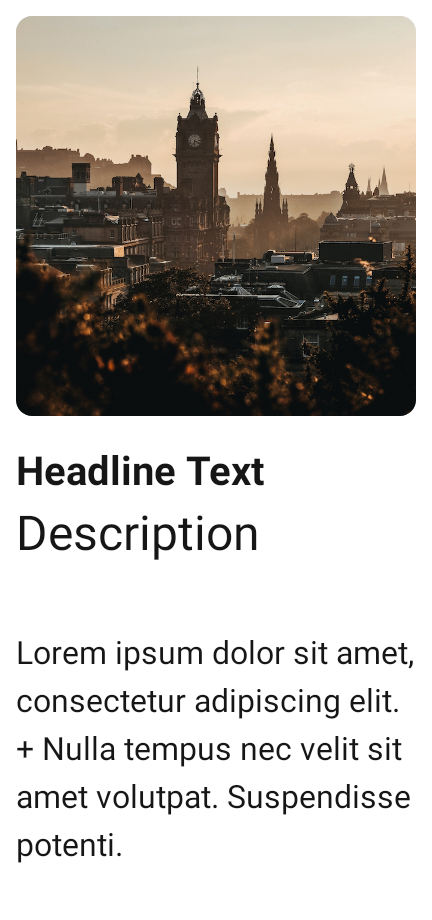 Headline Text
Description
Lorem ipsum dolor sit amet,
consectetur adipiscing elit.
+ Nulla tempus nec velit sit
amet volutpat. Suspendisse
potenti.